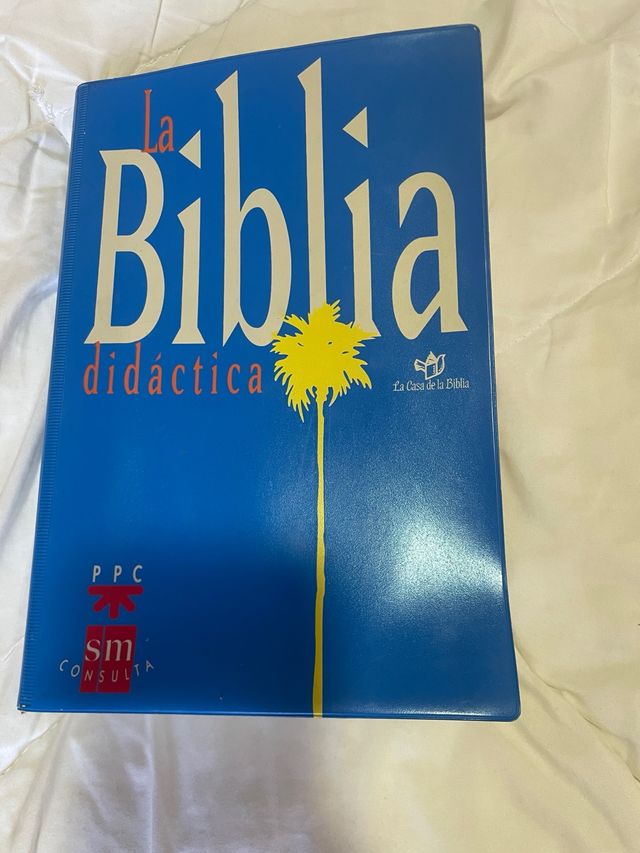 La
Biblia
didáctica
La Casa de la Biblia
PPC
sm
CONSULTA